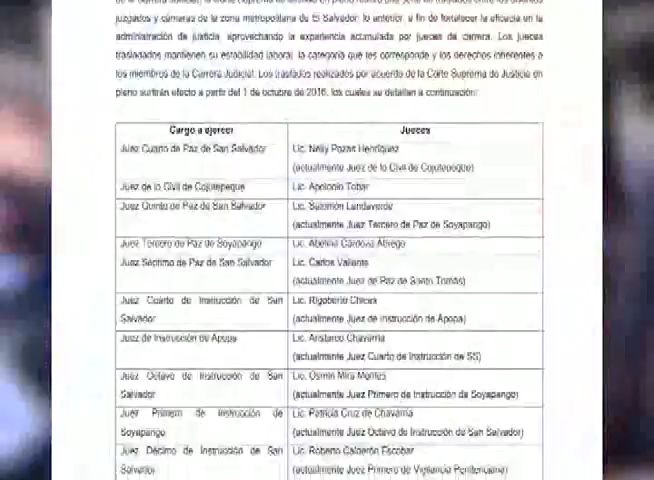 juzgados y cámaras de la zona metropolitana de El Salvador, lo anterior, a fin de fortalecer la eficacia en la
administración de justicia, aprovechando la experiencia acumulada por jueces de carrera. Los jueces
trasladados mantienen su estabilidad laboral, la categoría que les corresponde y los derechos inherentes a
los miembros de la Carrera Judicial. Los traslados realizados por acuerdo de la Corte Suprema de Justicia en
pleno surtirán efecto a partir del 1 de octubre de 2016, los cuales se detallan a continuación:
Cargo a ejercer
Jueces
Juez Cuarto de Paz de San Salvador
Lic. Nelly Pozas Henríquez
(actualmente Juez de lo Civil de Cojutepeque)
Juez de lo Civil de Cojutepeque
Lic. Apolonio Tobar
Juez Quinto de Paz de San Salvador
Lic. Salomón Landaverde
(actualmente Juez Tercero de Paz de Soyapango)
Juez Tercero de Paz de Soyapango
Lic. Abelino Córdova Abrego
Juez Séptimo de Paz de San Salvador
Lic. Carlos Valiente
(actualmente Juez de Paz de Santo Tomás)
Juez Cuarto de Instrucción de San
Salvador
Lic. Rigoberto Chicas
(actualmente Juez de Instrucción de Apopa)
Juez de Instrucción de Apopa
Lic. Aristarco Chavarría
(actualmente Juez Cuarto de Instrucción de SS)
Juez Octavo de Instrucción de San
Salvador
Lic. Osmín Mira Montes
(actualmente Juez Primero de Instrucción de Soyapango)
Juez Primero de Instrucción de
Soyapango
Lic. Patricia Cruz de Chavarría
(actualmente Juez Octavo de Instrucción de San Salvador)
Juez Décimo de Instrucción de San
Salvador
Lic. Roberto Calderón Escobar
(actualmente Juez Primero de Vigilancia Penitenciaria)